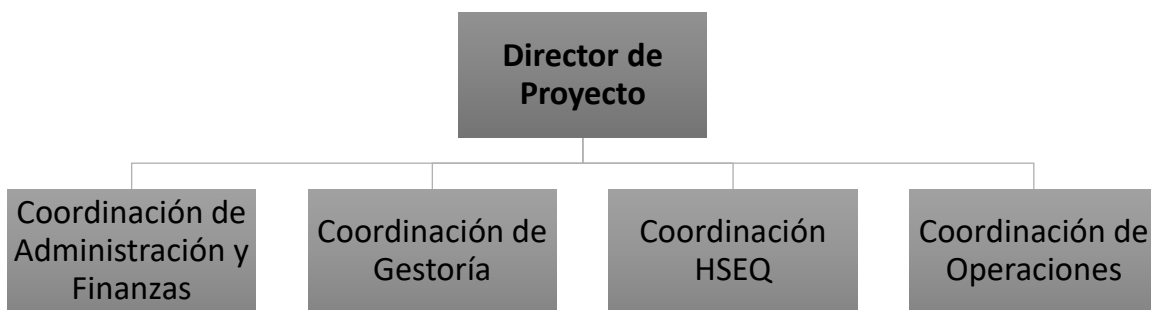 Director de
Proyecto
Coordinación de
Administración y
Finanzas
Coordinación de
Gestoría
Coordinación
HSEQ
Coordinación de
Operaciones